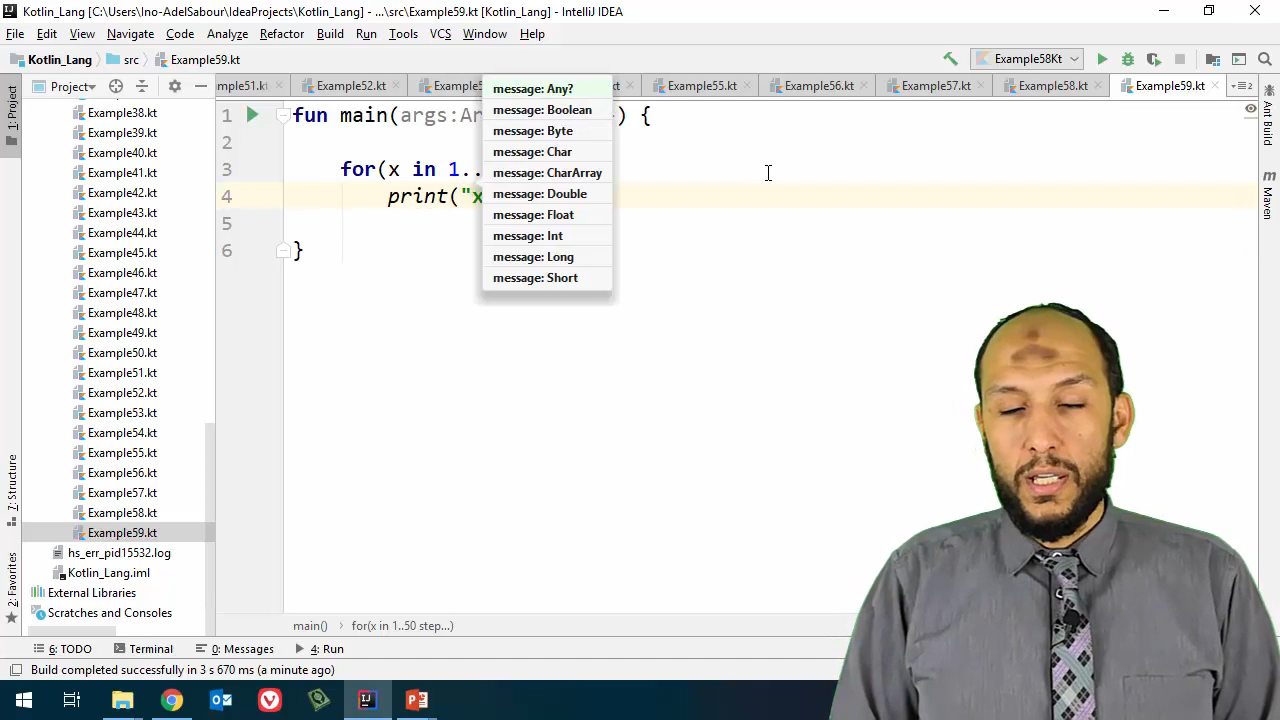 Kotlin_Lang [C:\Users\Ino-AdelSabour\IdeaProjects\Kotlin_Lang] - ...\src\Example59.kt [Kotlin_Lang] - IntelliJ IDEA
File Edit View Navigate Code Analyze Refactor Build Run Tools VCS Window Help
Kotlin_Lang src Example59.kt Example58Kt
Project mple51.kt Example52.kt Example5 Example55.kt Example56.kt Example57.kt Example58.kt Example59.kt 2
1: Project
7: Structure
2: Favorites
Ant Build
Maven
Example38.kt
Example39.kt
Example40.kt
Example41.kt
Example42.kt
Example43.kt
Example44.kt
Example45.kt
Example46.kt
Example47.kt
Example48.kt
Example49.kt
Example50.kt
Example51.kt
Example52.kt
Example53.kt
Example54.kt
Example55.kt
Example56.kt
Example57.kt
Example58.kt
Example59.kt
hs_err_pid15532.log
Kotlin_Lang.iml
External Libraries
Scratches and Consoles
1 fun main(args:Ar ) {
2
3 for(x in 1..
4 print("x
5
6 }
message: Any?
message: Boolean
message: Byte
message: Char
message: CharArray
message: Double
message: Float
message: Int
message: Long
message: Short
main() for(x in 1..50 step...)
6: TODO Terminal 0: Messages 4: Run
Build completed successfully in 3 s 670 ms (a minute ago)